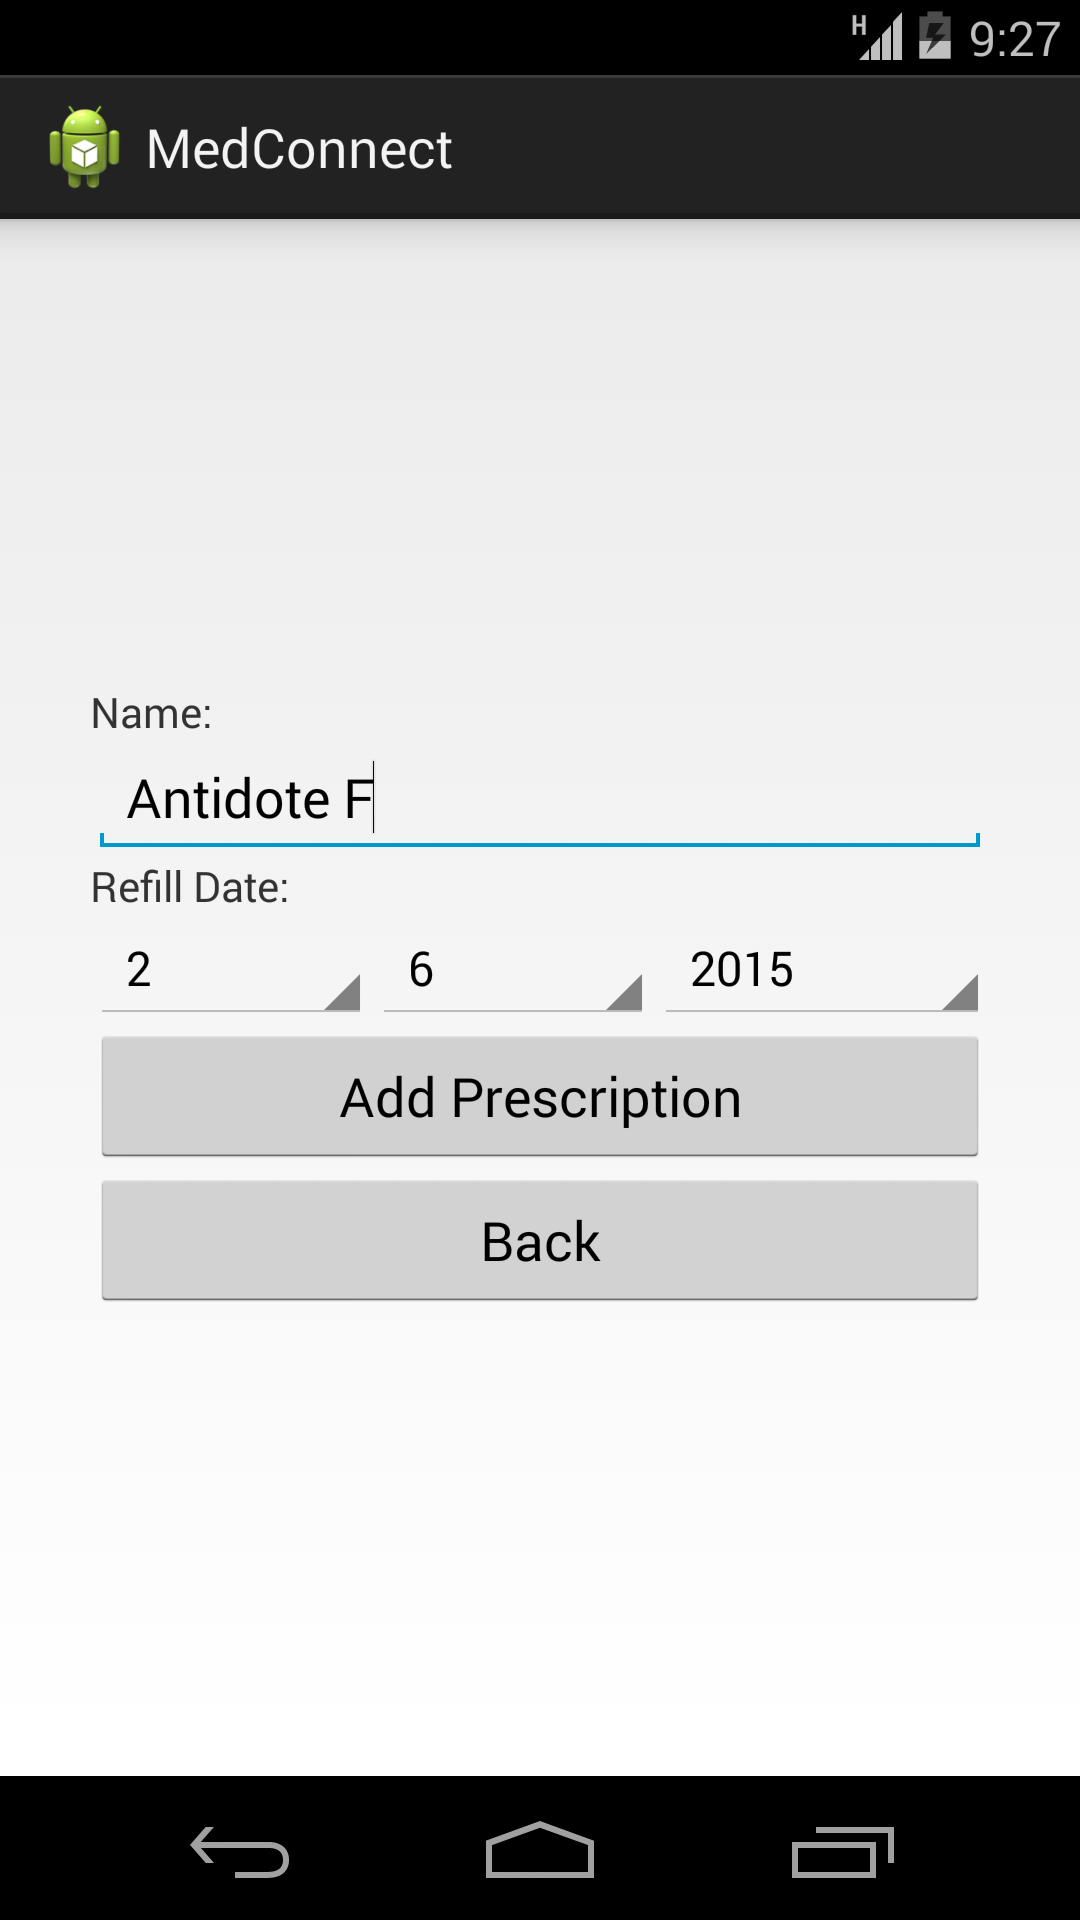 H 9:27
MedConnect
Name:
Antidote F
Refill Date:
2 6 2015
Add Prescription
Back